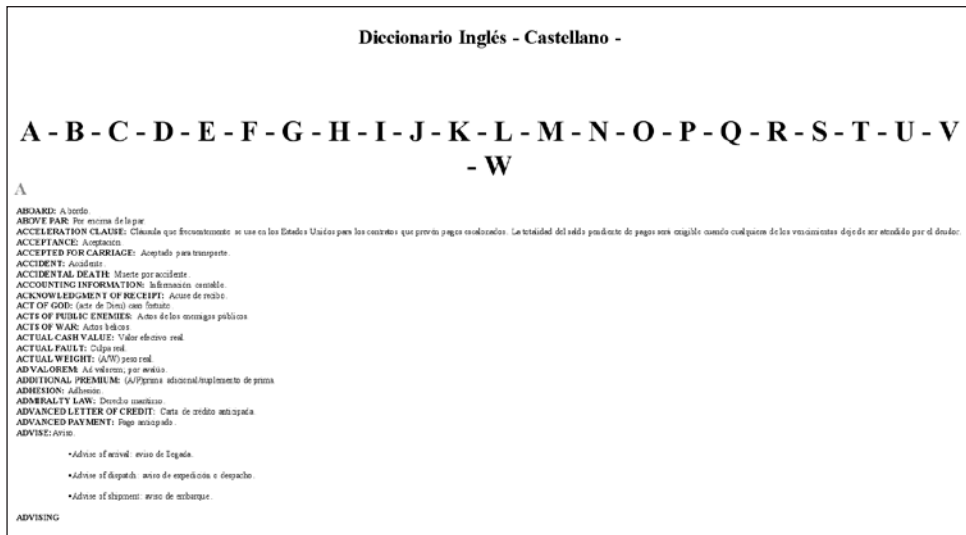 Diccionario Inglés - Castellano -
A - B - C - D - E - F - G - H - I - J - K - L - M - N - O - P - Q - R - S - T - U - V
- W
A
ABOARD: A bordo.
ABOVE PAR: Por encima de la par.
ACCELERATION CLAUSE: Cláusula que frecuentemente se usa en los Estados Unidos para los contratos que prevén pagos escalonados. La totalidad del saldo pendiente de pagos será exigible cuando cualquiera de los vencimientos deje de ser atendido por el deudor.
ACCEPTANCE: Aceptación.
ACCEPTED FOR CARRIAGE: Aceptado para transporte.
ACCIDENT: Accidente.
ACCIDENTAL DEATH: Muerte por accidente.
ACCOUNTING INFORMATION: Información contable.
ACKNOWLEDGMENT OF RECEIPT: Acuse de recibo.
ACT OF GOD: (acte de Dieu) caso fortuito.
ACTS OF PUBLIC ENEMIES: Actos de los enemigos públicos.
ACTS OF WAR: Actos bélicos.
ACTUAL CASH VALUE: Valor efectivo real.
ACTUAL FAULT: Culpa real.
ACTUAL WEIGHT: (A/W) peso real.
AD VALOREM: Ad valorem; por avalúo.
ADDITIONAL PREMIUM: (A/P)prima adicional/suplemento de prima.
ADHESION: Adhesión.
ADMIRALTY LAW: Derecho marítimo.
ADVANCED LETTER OF CREDIT: Carta de crédito anticipada.
ADVANCED PAYMENT: Pago anticipado.
ADVISE: Aviso.
•Advise of arrival: aviso de llegada.
•Advise of dispatch: aviso de expedición o despacho.
•Advise of shipment: aviso de embarque.
ADVISING